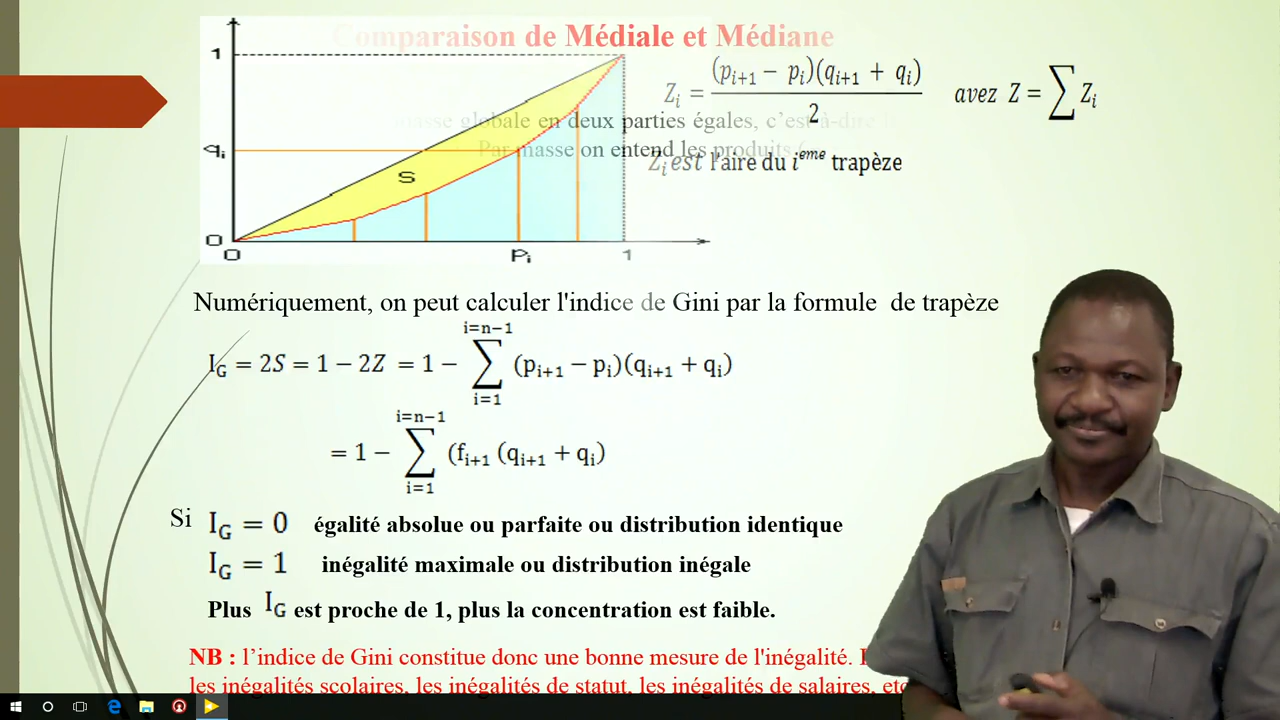 Comparaison de Médiale et Médiane
1
qᵢ
S
0
0
Pᵢ
1
Zᵢ = (pᵢ₊₁ − pᵢ)(qᵢ₊₁ + qᵢ) / 2 avez Z = ∑ Zᵢ
masse globale en deux parties égales, c’est-à-dire
Par masse on entend les produits
Zᵢ est l'aire du iᵉᵐᵉ trapèze
Numériquement, on peut calculer l'indice de Gini par la formule de trapèze
I_G = 2S = 1 − 2Z = 1 − ∑_{i=1}^{i=n−1} (pᵢ₊₁ − pᵢ)(qᵢ₊₁ + qᵢ)
= 1 − ∑_{i=1}^{i=n−1} (fᵢ₊₁ (qᵢ₊₁ + qᵢ)
Si I_G = 0 égalité absolue ou parfaite ou distribution identique
I_G = 1 inégalité maximale ou distribution inégale
Plus I_G est proche de 1, plus la concentration est faible.
NB : l’indice de Gini constitue donc une bonne mesure de l'inégalité.
les inégalités scolaires, les inégalités de statut, les inégalités de salaires, etc